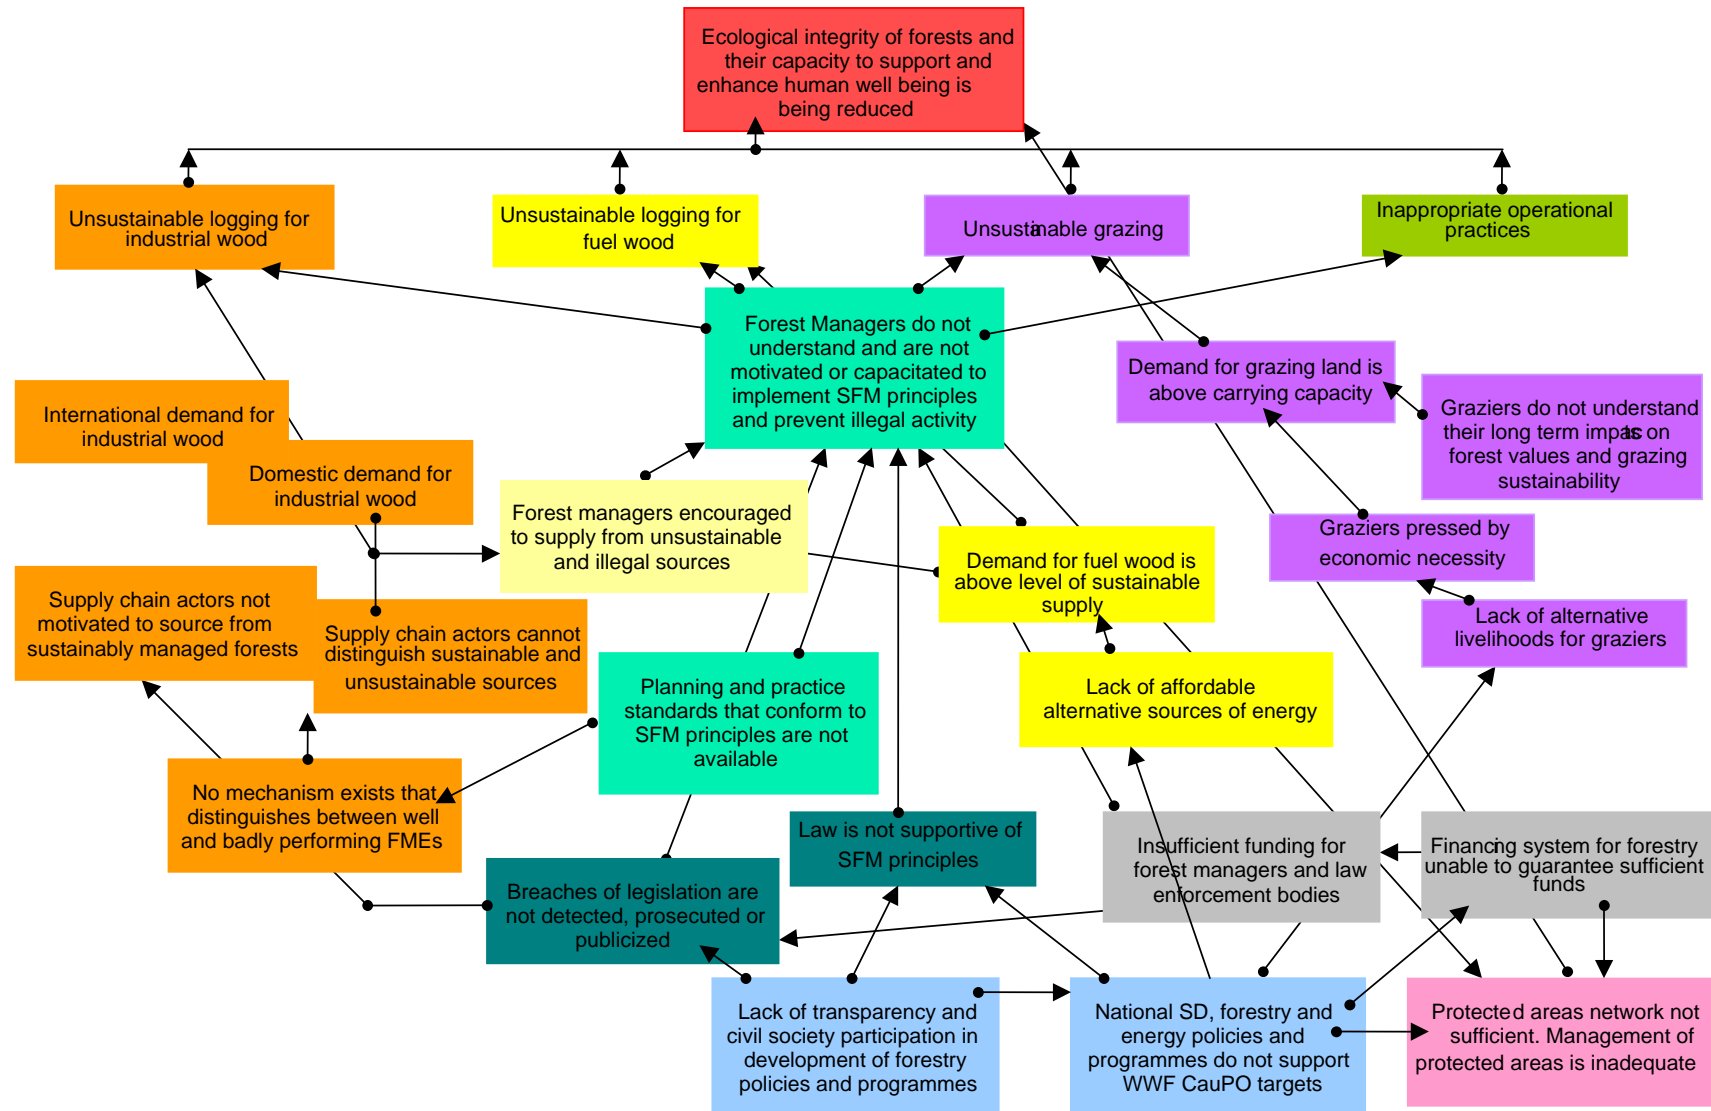 Ecological integrity of forests and
their capacity to support and
enhance human well being is
being reduced
Unsustainable logging for
industrial wood
Unsustainable logging for
fuel wood
Unsustainable grazing
Inappropriate operational
practices
Forest Managers do not
understand and are not
motivated or capacitated to
implement SFM principles
and prevent illegal activity
Demand for grazing land is
above carrying capacity
Graziers do not understand
their long term impacts on
forest values and grazing
sustainability
International demand for
industrial wood
Domestic demand for
industrial wood
Forest managers encouraged
to supply from unsustainable
and illegal sources
Demand for fuel wood is
above level of sustainable
supply
Graziers pressed by
economic necessity
Supply chain actors not
motivated to source from
sustainably managed forests
Supply chain actors cannot
distinguish sustainable and
unsustainable sources
Lack of alternative
livelihoods for graziers
Planning and practice
standards that conform to
SFM principles are not
available
Lack of affordable
alternative sources of energy
No mechanism exists that
distinguishes between well
and badly performing FMEs
Law is not supportive of
SFM principles
Insufficient funding for
forest managers and law
enforcement bodies
Financing system for forestry
unable to guarantee sufficient
funds
Breaches of legislation are
not detected, prosecuted or
publicized
Lack of transparency and
civil society participation in
development of forestry
policies and programmes
National SD, forestry and
energy policies and
programmes do not support
WWF CauPO targets
Protected areas network not
sufficient. Management of
protected areas is inadequate